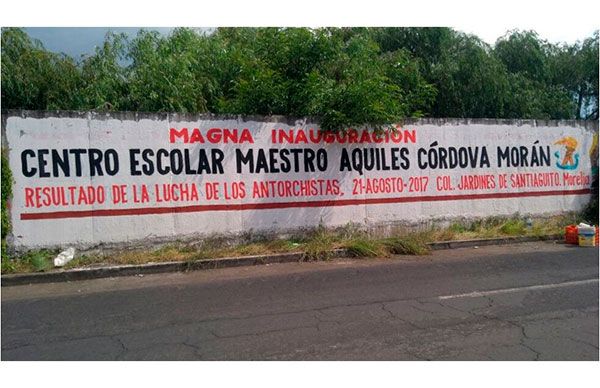 MAGNA INAUGURACIÓN
CENTRO ESCOLAR MAESTRO AQUILES CÓRDOVA MORÁN
RESULTADO DE LA LUCHA DE LOS ANTORCHISTAS. 21-AGOSTO-2017 COL. JARDINES DE SANTIAGUITO. Morelia